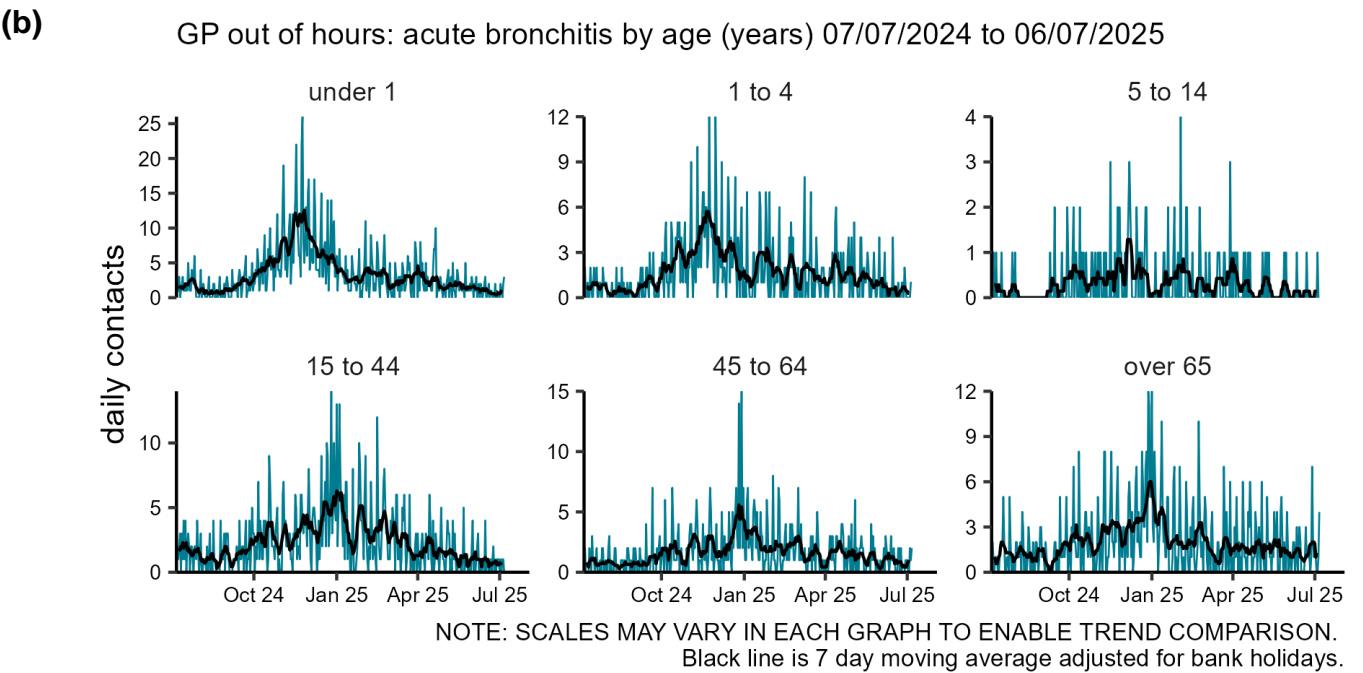 (b)
GP out of hours: acute bronchitis by age (years) 07/07/2024 to 06/07/2025
daily contacts
under 1
25
20
15
10
5
0
1 to 4
12
9
6
3
0
5 to 14
4
3
2
1
0
15 to 44
10
5
0
Oct 24 Jan 25 Apr 25 Jul 25
45 to 64
15
10
5
0
Oct 24 Jan 25 Apr 25 Jul 25
over 65
12
9
6
3
0
Oct 24 Jan 25 Apr 25 Jul 25
NOTE: SCALES MAY VARY IN EACH GRAPH TO ENABLE TREND COMPARISON.
Black line is 7 day moving average adjusted for bank holidays.